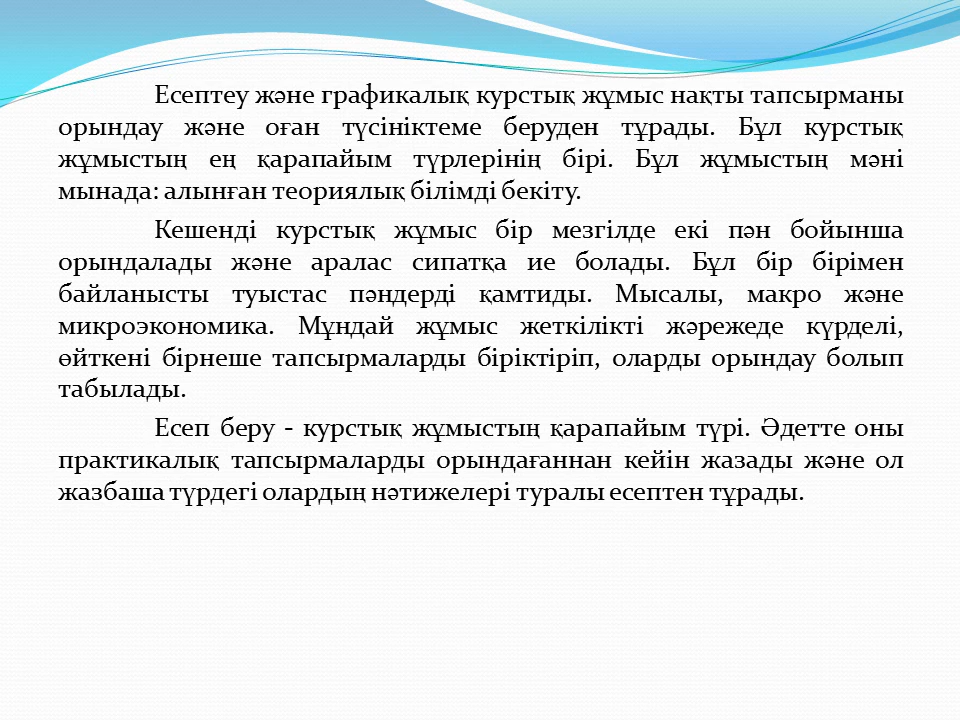 Есептеу және графикалық курстық жұмыс нақты тапсырманы
орындау және оған түсініктеме беруден тұрады. Бұл курстық
жұмыстың ең қарапайым түрлерінің бірі. Бұл жұмыстың мәні
мынада: алынған теориялық білімді бекіту.
Кешенді курстық жұмыс бір мезгілде екі пән бойынша
орындалады және аралас сипатқа ие болады. Бұл бір бірімен
байланысты туыстас пәндерді қамтиды. Мысалы, макро және
микроэкономика. Мұндай жұмыс жеткілікті жәрежеде күрделі,
өйткені бірнеше тапсырмаларды біріктіріп, оларды орындау болып
табылады.
Есеп беру - курстық жұмыстың қарапайым түрі. Әдетте оны
практикалық тапсырмаларды орындағаннан кейін жазады және ол
жазбаша түрдегі олардың нәтижелері туралы есептен тұрады.